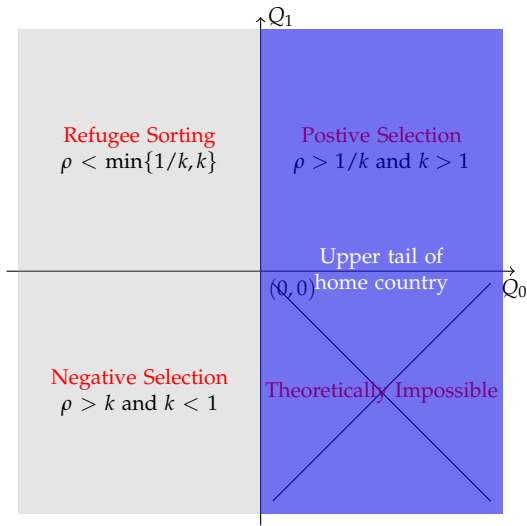 Q₁
Refugee Sorting
ρ < min{1/k, k}
Postive Selection
ρ > 1/k and k > 1
Upper tail of
home country
(0, 0)
Q₀
Negative Selection
ρ > k and k < 1
Theoretically Impossible